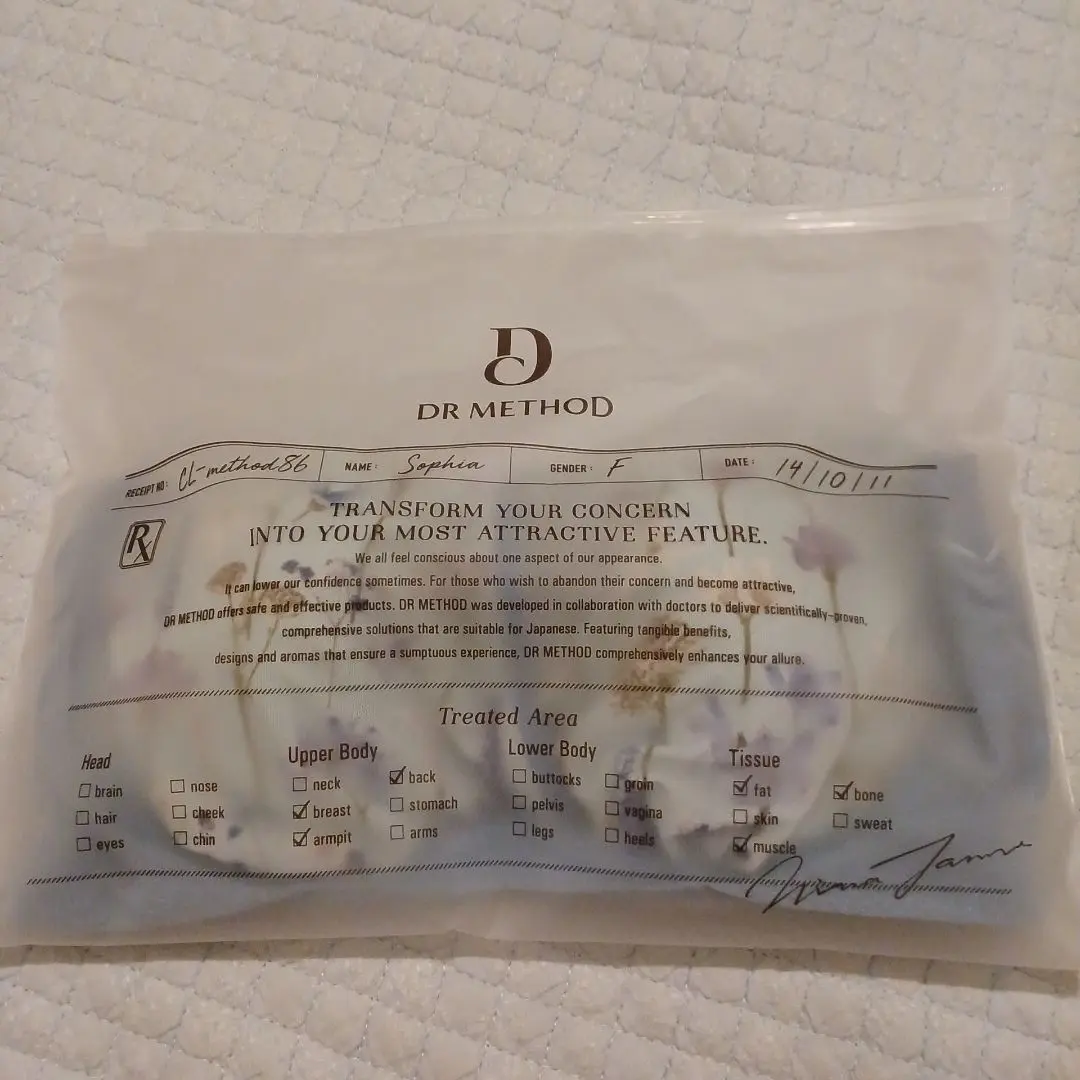 DR METHOD
RECEIPT NO: CL-method86 NAME: Sophia GENDER: F DATE: 14/10/11
Rx
TRANSFORM YOUR CONCERN
INTO YOUR MOST ATTRACTIVE FEATURE.
We all feel conscious about one aspect of our appearance.
It can lower our confidence sometimes. For those who wish to abandon their concern and become attractive,
DR METHOD offers safe and effective products. DR METHOD was developed in collaboration with doctors to deliver scientifically-proven,
comprehensive solutions that are suitable for Japanese. Featuring tangible benefits,
designs and aromas that ensure a sumptuous experience, DR METHOD comprehensively enhances your allure.
Treated Area
Head
brain
hair
eyes
nose
cheek
chin
Upper Body
neck
breast
armpit
back
stomach
arms
Lower Body
buttocks
pelvis
legs
groin
vagina
heels
Tissue
fat
skin
muscle
bone
sweat